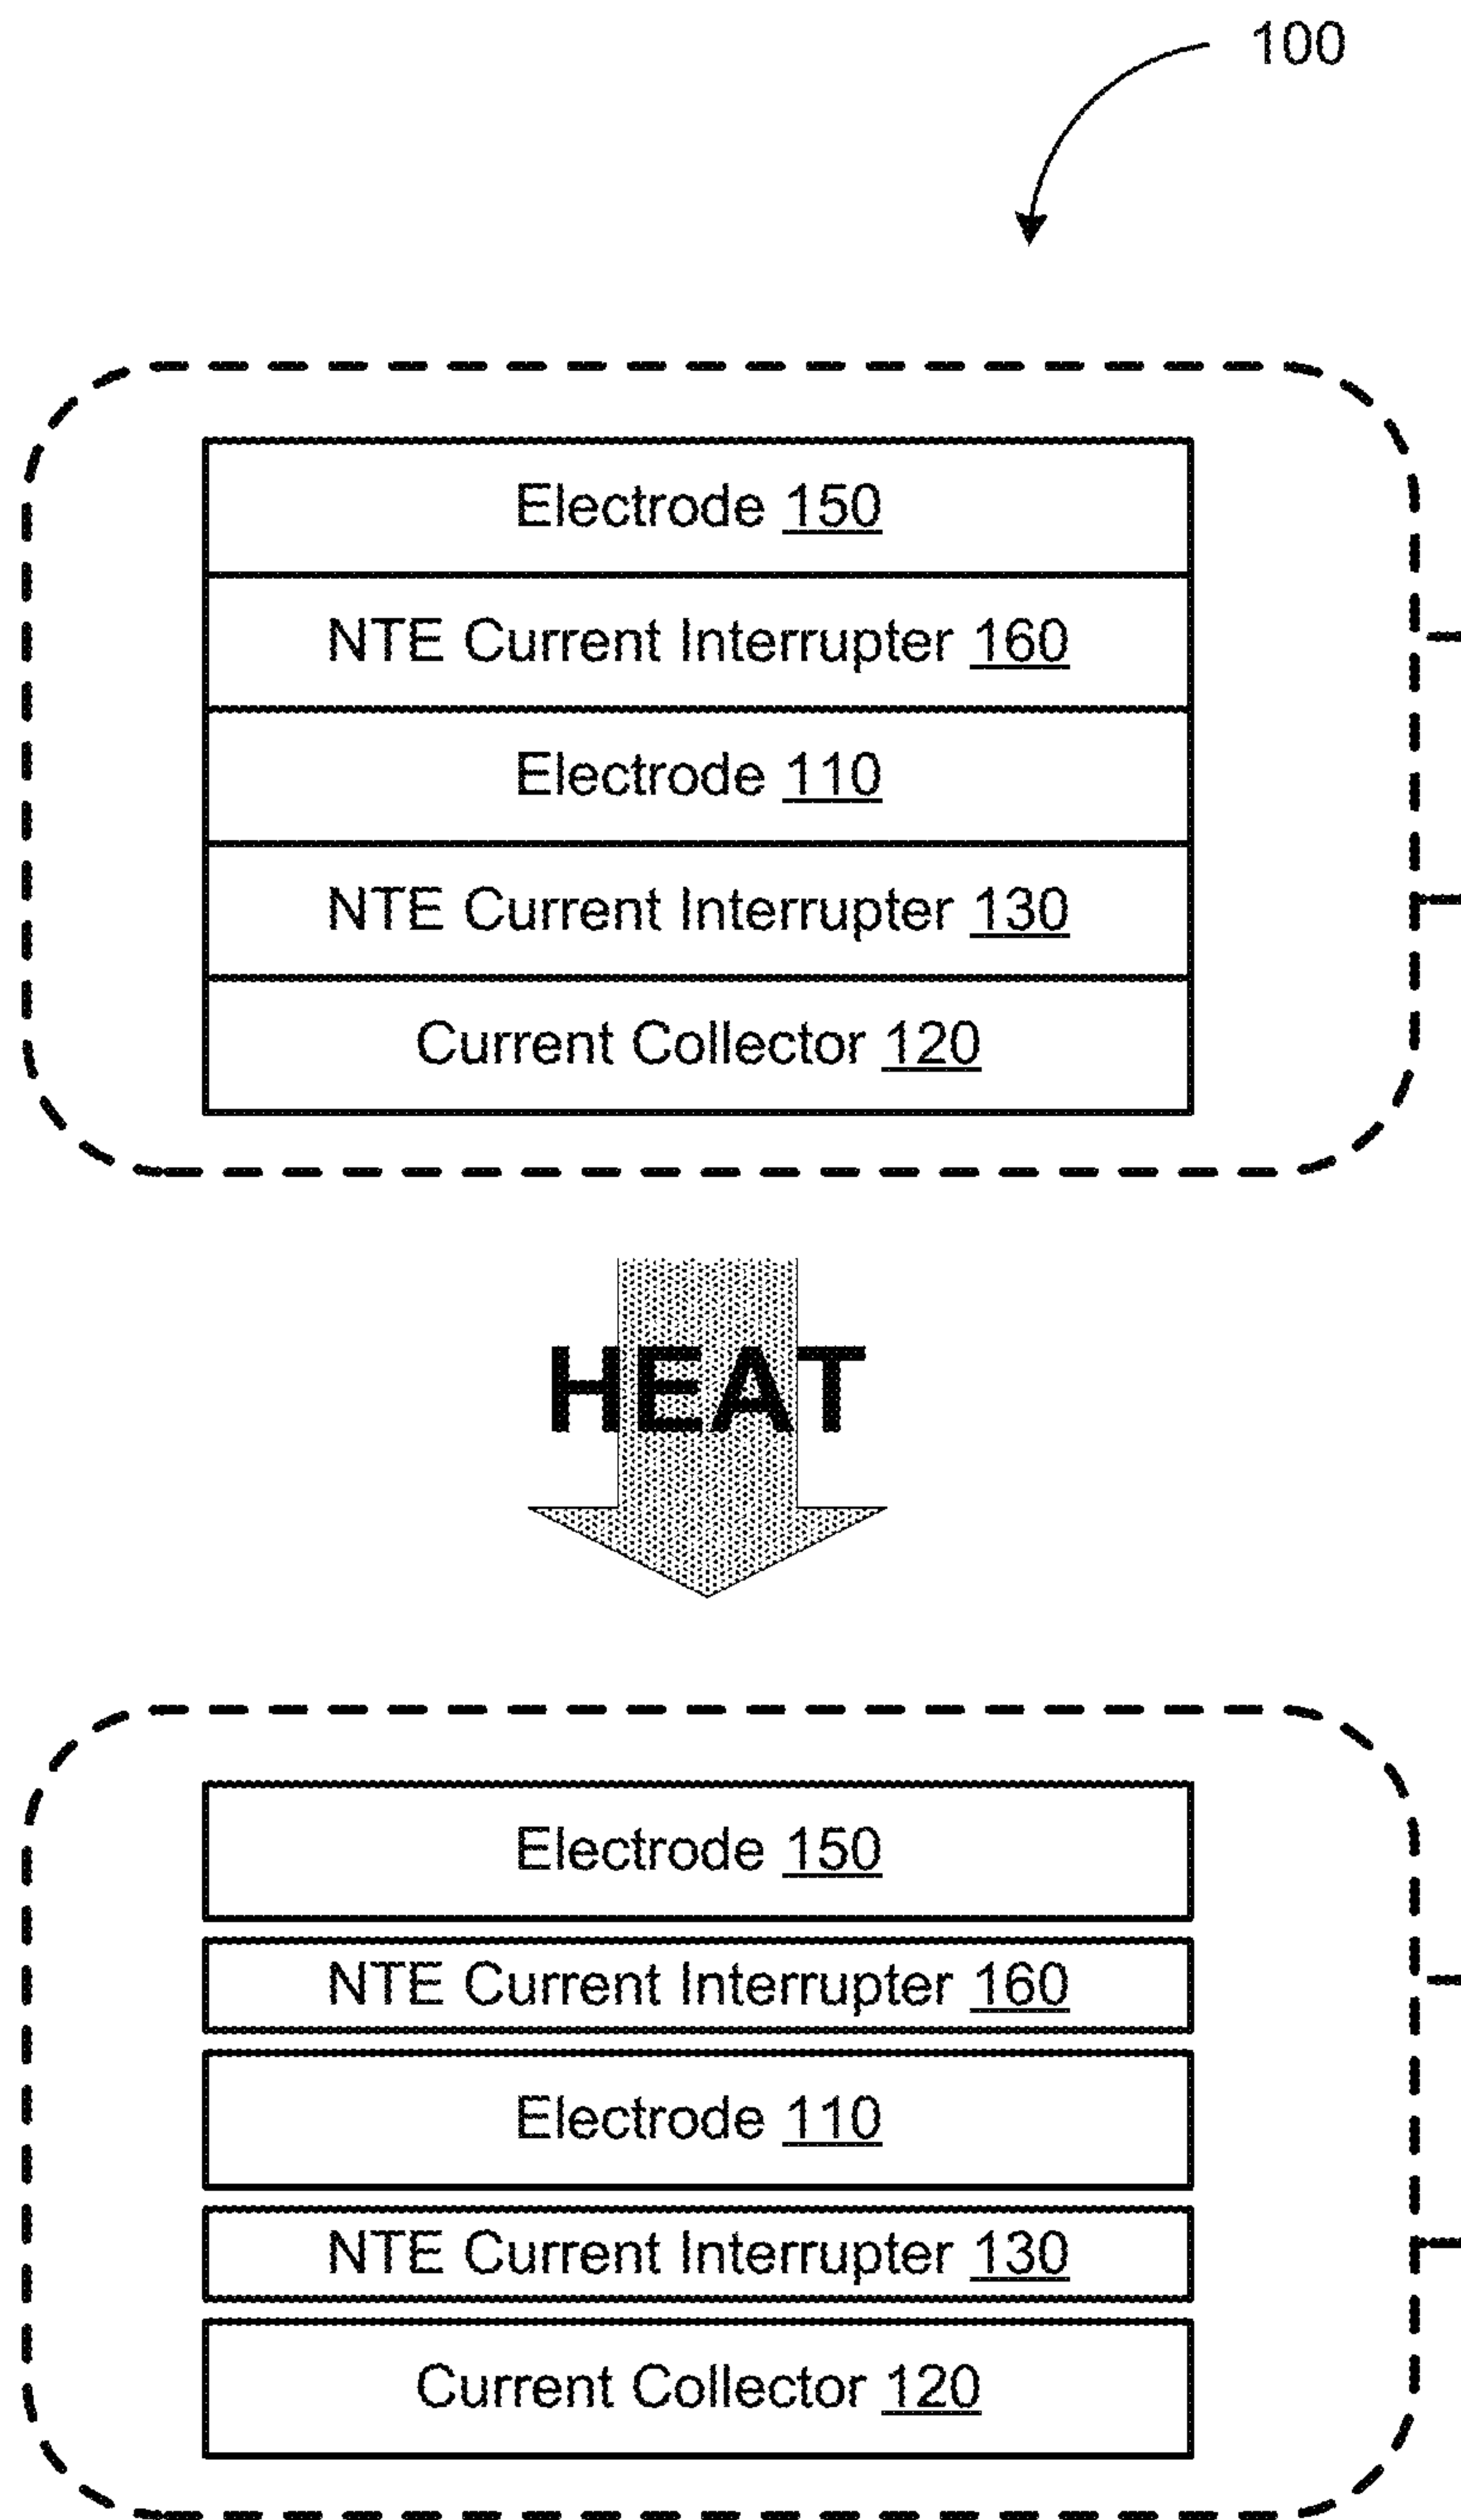 100
Electrode 150
NTE Current Interrupter 160
Electrode 110
NTE Current Interrupter 130
Current Collector 120
HEAT
Electrode 150
NTE Current Interrupter 160
Electrode 110
NTE Current Interrupter 130
Current Collector 120